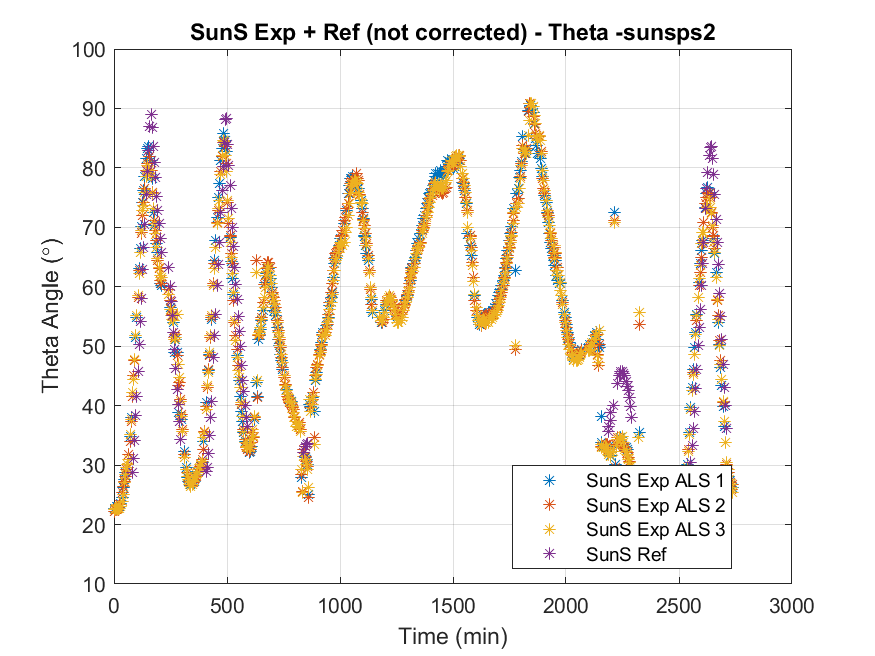 SunS Exp + Ref (not corrected) - Theta -sunsps2
Theta Angle (°)
100
90
80
70
60
50
40
30
20
10
0 500 1000 1500 2000 2500 3000
Time (min)
SunS Exp ALS 1
SunS Exp ALS 2
SunS Exp ALS 3
SunS Ref